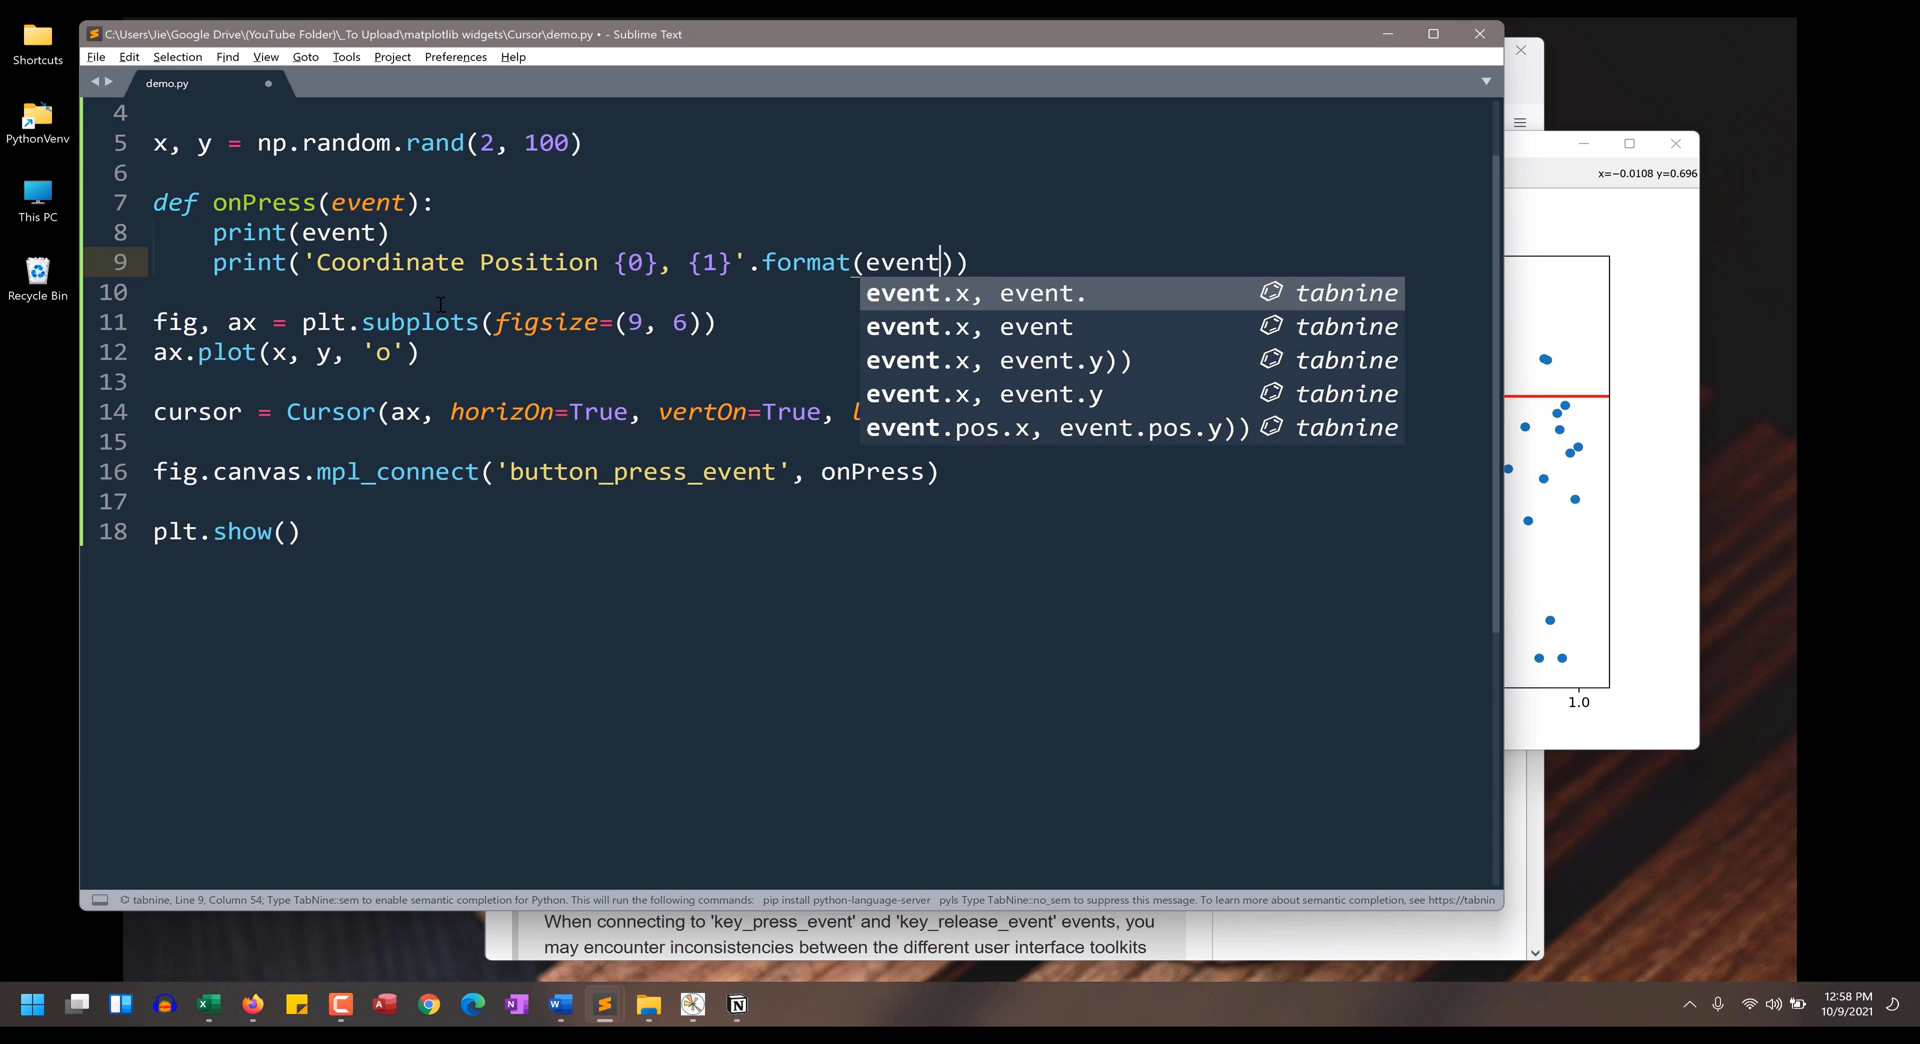 Shortcuts
PythonVenv
This PC
Recycle Bin
C:\Users\Jie\Google Drive\(YouTube Folder)\_To Upload\matplotlib widgets\Cursor\demo.py • - Sublime Text
File Edit Selection Find View Goto Tools Project Preferences Help
demo.py
4
5 x, y = np.random.rand(2, 100)
6
7 def onPress(event):
8 print(event)
9 print('Coordinate Position {0}, {1}'.format(event))
10
11 fig, ax = plt.subplots(figsize=(9, 6))
12 ax.plot(x, y, 'o')
13
14 cursor = Cursor(ax, horizOn=True, vertOn=True, l
15
16 fig.canvas.mpl_connect('button_press_event', onPress)
17
18 plt.show()
event.x, event. tabnine
event.x, event tabnine
event.x, event.y)) tabnine
event.x, event.y tabnine
event.pos.x, event.pos.y)) tabnine
x=−0.0108 y=0.696
1.0
tabnine, Line 9, Column 54; Type TabNine::sem to enable semantic completion for Python. This will run the following commands: pip install python-language-server pyls Type TabNine::no_sem to suppress this message. To learn more about semantic completion, see https://tabnin
When connecting to 'key_press_event' and 'key_release_event' events, you
may encounter inconsistencies between the different user interface toolkits
12:58 PM
10/9/2021